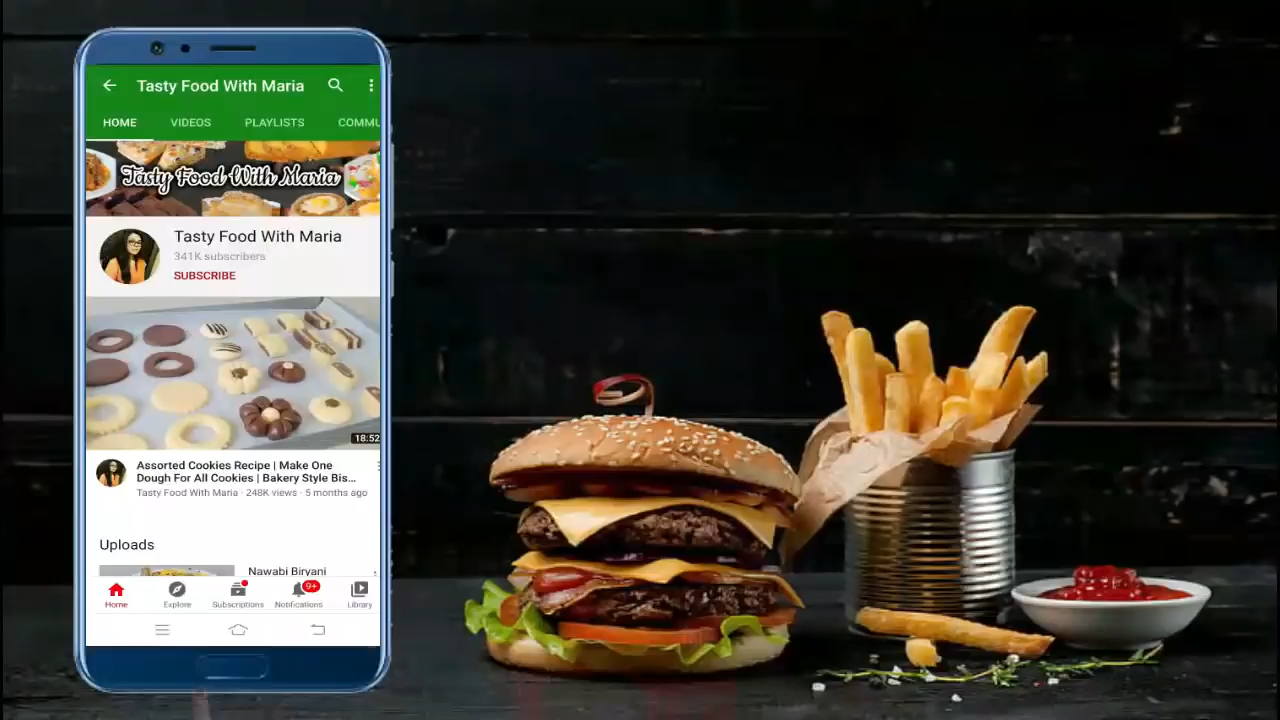 Tasty Food With Maria
HOME VIDEOS PLAYLISTS COMMU
Tasty Food With Maria
Tasty Food With Maria
341K subscribers
SUBSCRIBE
18:52
Assorted Cookies Recipe | Make One
Dough For All Cookies | Bakery Style Bis...
Tasty Food With Maria · 248K views · 5 months ago
Uploads
Nawabi Biryani
9+
Home Explore Subscriptions Notifications Library